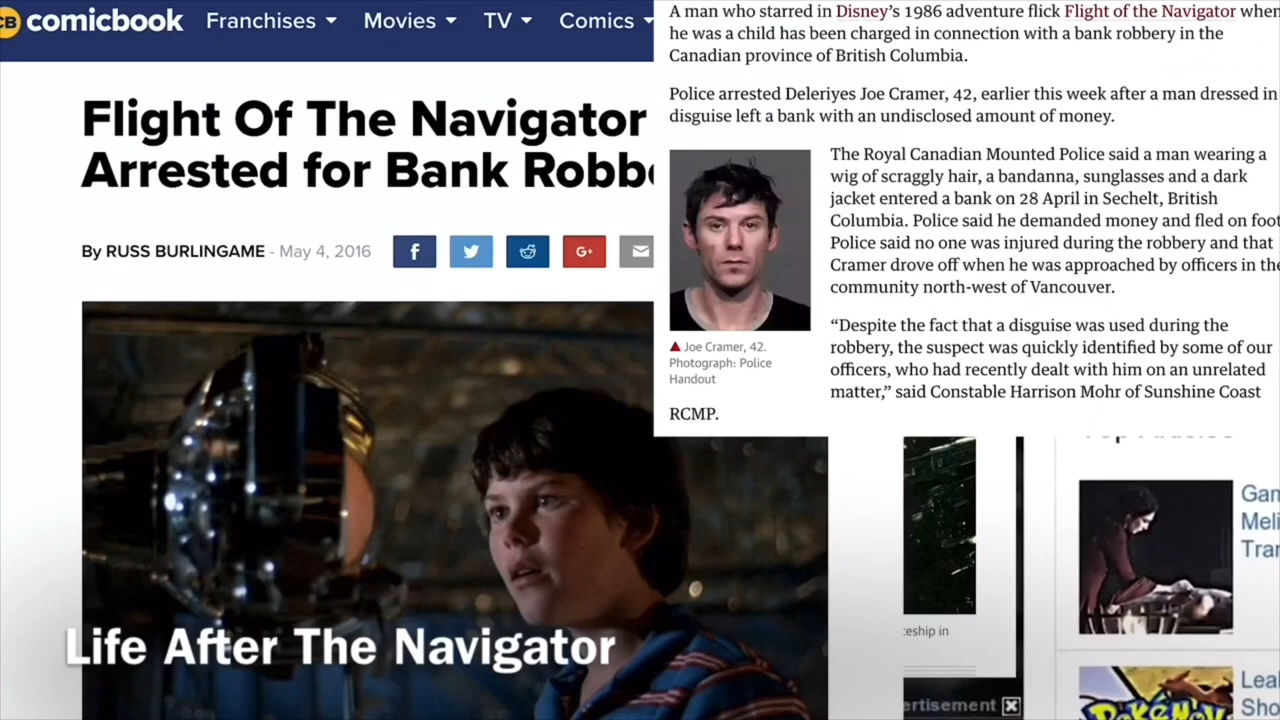 CB comicbook Franchises Movies TV Comics
Flight Of The Navigator
Arrested for Bank
By RUSS BURLINGAME - May 4, 2016
f G+
A man who starred in Disney’s 1986 adventure flick Flight of the Navigator when
he was a child has been charged in connection with a bank robbery in the
Canadian province of British Columbia.
Police arrested Deleriyes Joe Cramer, 42, earlier this week after a man dressed in
disguise left a bank with an undisclosed amount of money.
The Royal Canadian Mounted Police said a man wearing a
wig of scraggly hair, a bandanna, sunglasses and a dark
jacket entered a bank on 28 April in Sechelt, British
Columbia. Police said he demanded money and fled on foot
Police said no one was injured during the robbery and that
Cramer drove off when he was approached by officers in the
community north-west of Vancouver.
Joe Cramer, 42.
Photograph: Police
Handout
“Despite the fact that a disguise was used during the
robbery, the suspect was quickly identified by some of our
officers, who had recently dealt with him on an unrelated
matter,” said Constable Harrison Mohr of Sunshine Coast
RCMP.
Life After The Navigator
eship in
ertisement
Gam
Meli
Tran
Leal
Sho
POKéMON